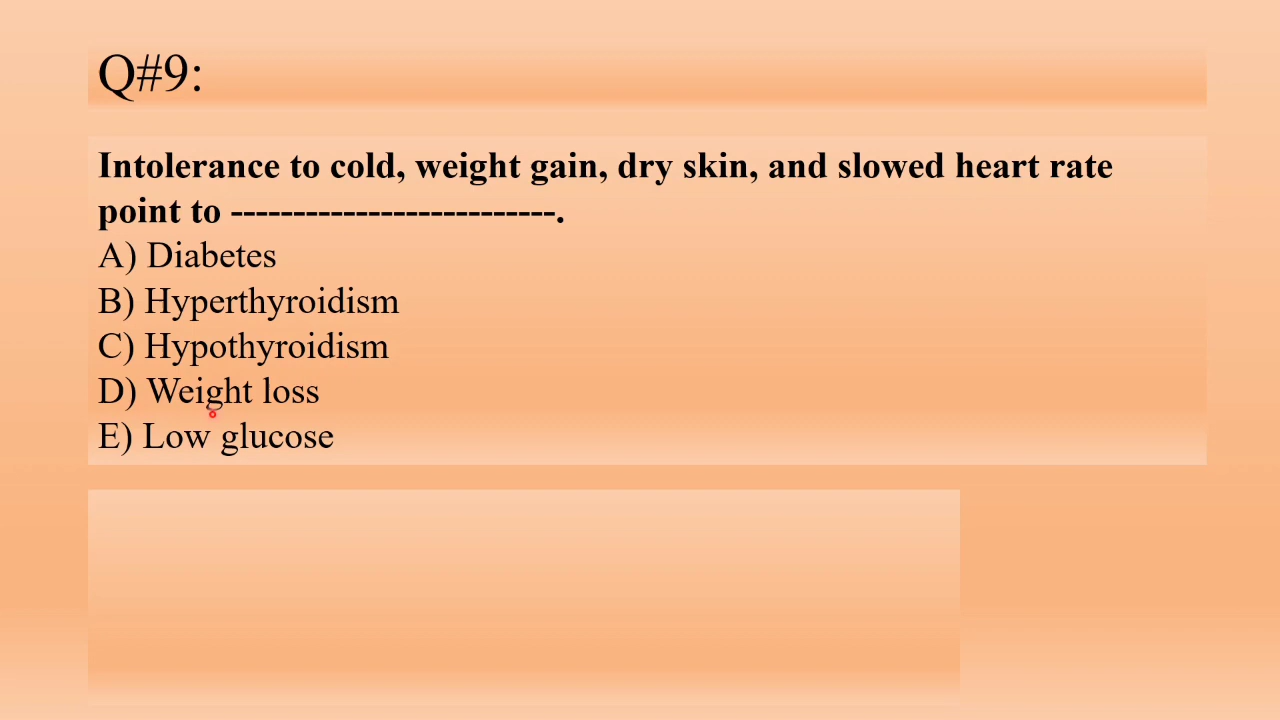 Q#9:
Intolerance to cold, weight gain, dry skin, and slowed heart rate
point to --------------------------.
A) Diabetes
B) Hyperthyroidism
C) Hypothyroidism
D) Weight loss
E) Low glucose